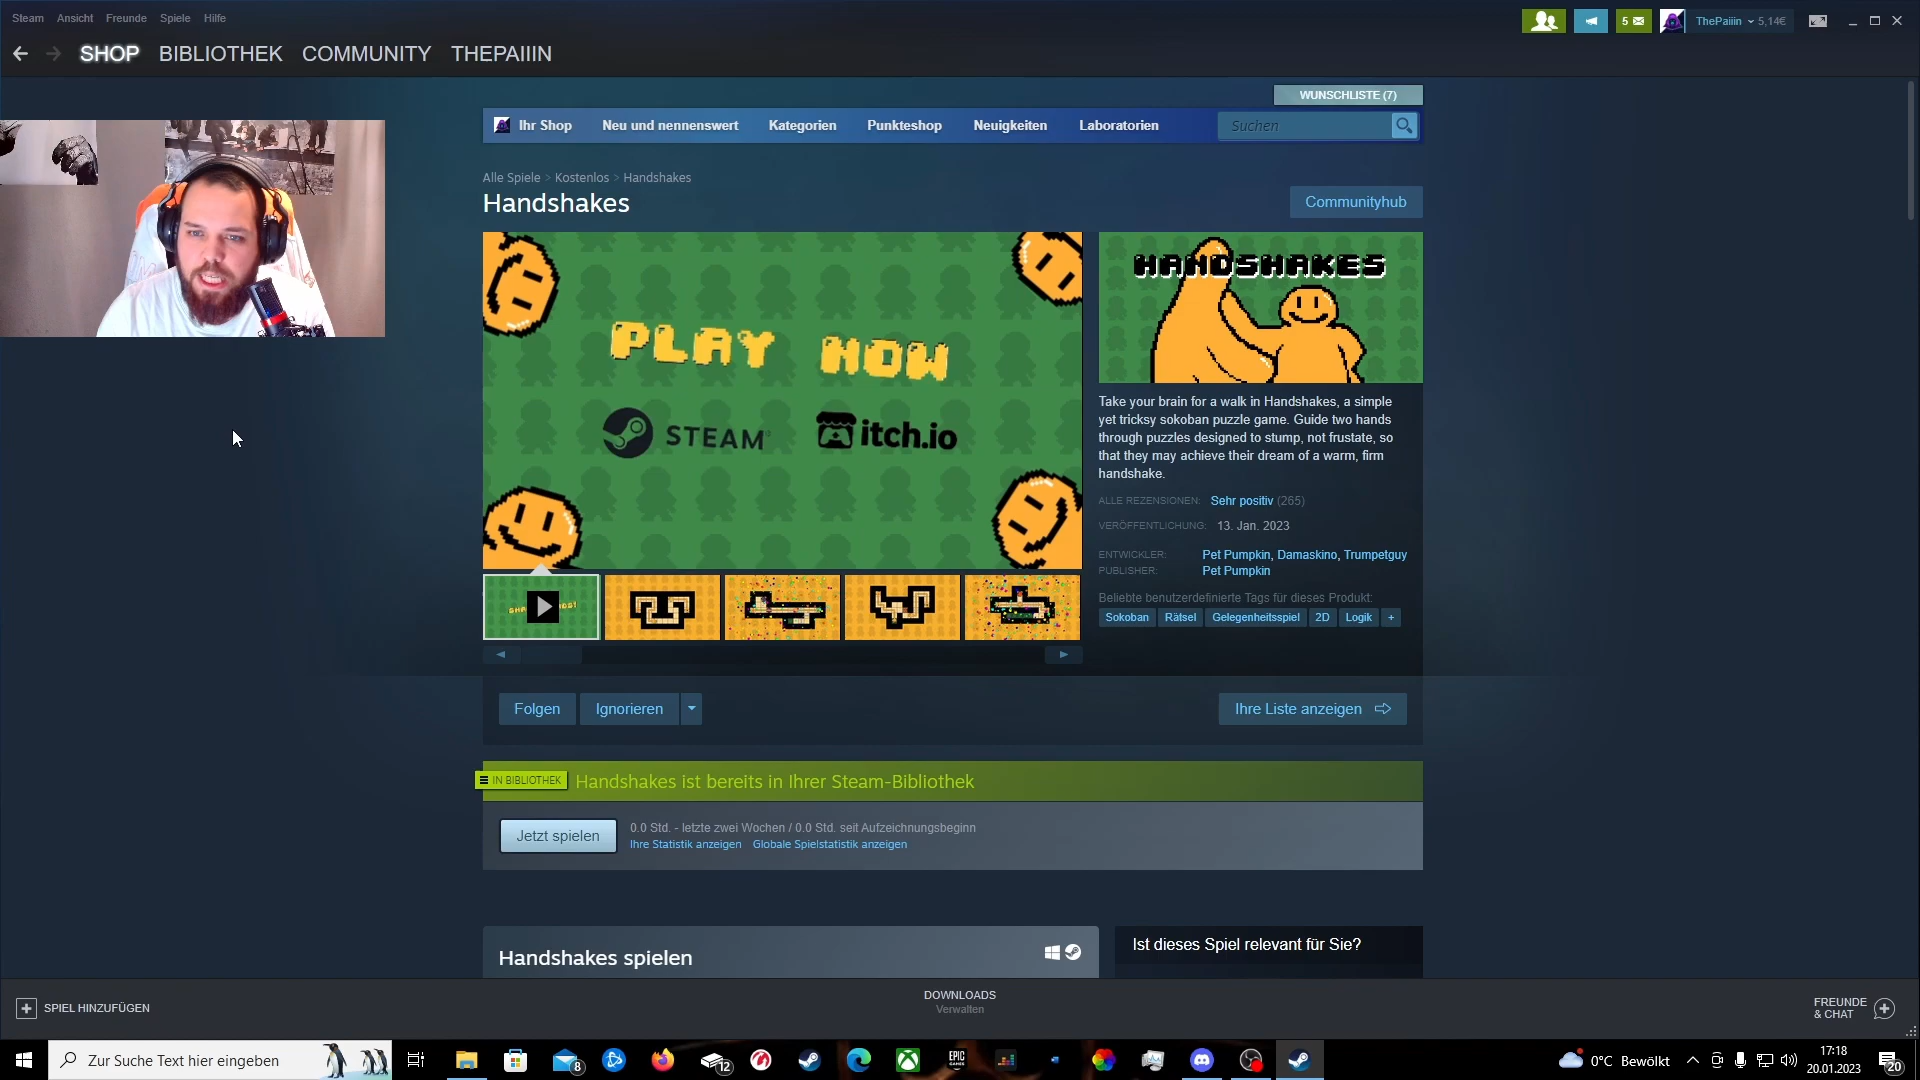 Steam Ansicht Freunde Spiele Hilfe
5
ThePaiiin 5,14€
SHOP BIBLIOTHEK COMMUNITY THEPAIIIN
WUNSCHLISTE (7)
Ihr Shop Neu und nennenswert Kategorien Punkteshop Neuigkeiten Laboratorien Suchen
Alle Spiele > Kostenlos > Handshakes
Handshakes
Communityhub
PLAY NOW
STEAM
itch.io
HANDSHAKES
Take your brain for a walk in Handshakes, a simple
yet tricksy sokoban puzzle game. Guide two hands
through puzzles designed to stump, not frustate, so
that they may achieve their dream of a warm, firm
handshake.
ALLE REZENSIONEN: Sehr positiv (265)
VERÖFFENTLICHUNG: 13. Jan. 2023
ENTWICKLER: Pet Pumpkin, Damaskino, Trumpetguy
PUBLISHER: Pet Pumpkin
Beliebte benutzerdefinierte Tags für dieses Produkt:
Sokoban Rätsel Gelegenheitsspiel 2D Logik +
Folgen Ignorieren
Ihre Liste anzeigen
IN BIBLIOTHEK Handshakes ist bereits in Ihrer Steam-Bibliothek
Jetzt spielen
0.0 Std. - letzte zwei Wochen / 0.0 Std. seit Aufzeichnungsbeginn
Ihre Statistik anzeigen Globale Spielstatistik anzeigen
Handshakes spielen
Ist dieses Spiel relevant für Sie?
SPIEL HINZUFÜGEN
DOWNLOADS
Verwalten
FREUNDE
& CHAT
Zur Suche Text hier eingeben
8
12
EPIC
GAMES
0°C Bewölkt
17:18
20.01.2023
20